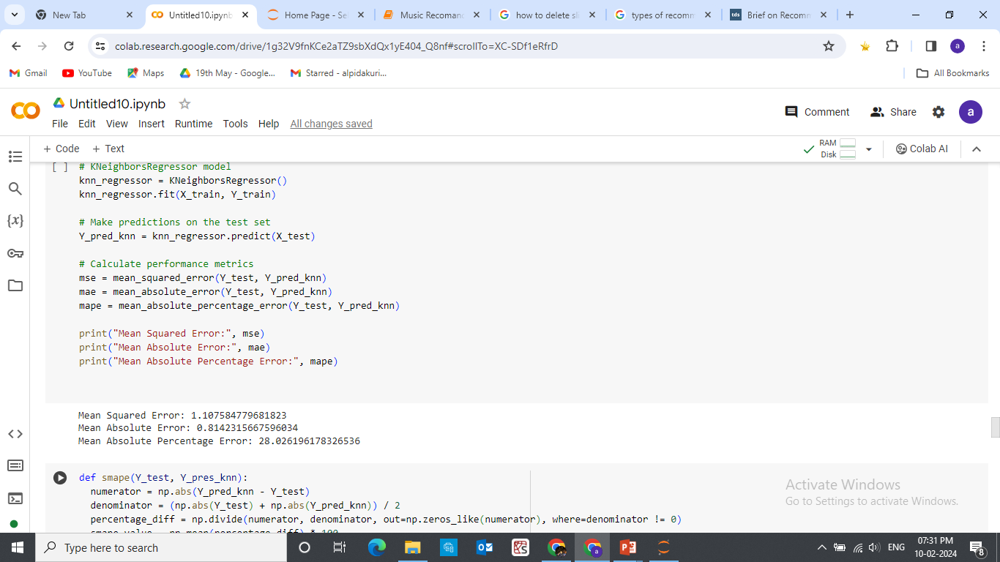 New Tab
Untitled10.ipynb
Home Page - Se
Music Recoman
how to delete sl
types of recomm
tds
Brief on Recomm
colab.research.google.com/drive/1g32V9fnKCe2aTZ9sbXdQx1yE404_Q8nf#scrollTo=XC-SDf1eRfrD
a
Gmail
YouTube
Maps
19th May - Google...
Starred - alpidakuri...
All Bookmarks
Untitled10.ipynb
Comment
Share
a
File Edit View Insert Runtime Tools Help All changes saved
+ Code + Text
RAM
Disk
Colab AI
{x}
[ ] # KNeighborsRegressor model
knn_regressor = KNeighborsRegressor()
knn_regressor.fit(X_train, Y_train)
# Make predictions on the test set
Y_pred_knn = knn_regressor.predict(X_test)
# Calculate performance metrics
mse = mean_squared_error(Y_test, Y_pred_knn)
mae = mean_absolute_error(Y_test, Y_pred_knn)
mape = mean_absolute_percentage_error(Y_test, Y_pred_knn)
print("Mean Squared Error:", mse)
print("Mean Absolute Error:", mae)
print("Mean Absolute Percentage Error:", mape)
Mean Squared Error: 1.107584779681823
Mean Absolute Error: 0.8142315667596034
Mean Absolute Percentage Error: 28.026196178326536
def smape(Y_test, Y_pres_knn):
numerator = np.abs(Y_pred_knn - Y_test)
denominator = (np.abs(Y_test) + np.abs(Y_pred_knn)) / 2
percentage_diff = np.divide(numerator, denominator, out=np.zeros_like(numerator), where=denominator != 0)
smape_value = np.mean(percentage_diff) * 100
Activate Windows
Go to Settings to activate Windows.
Type here to search
ENG
07:31 PM
10-02-2024
8